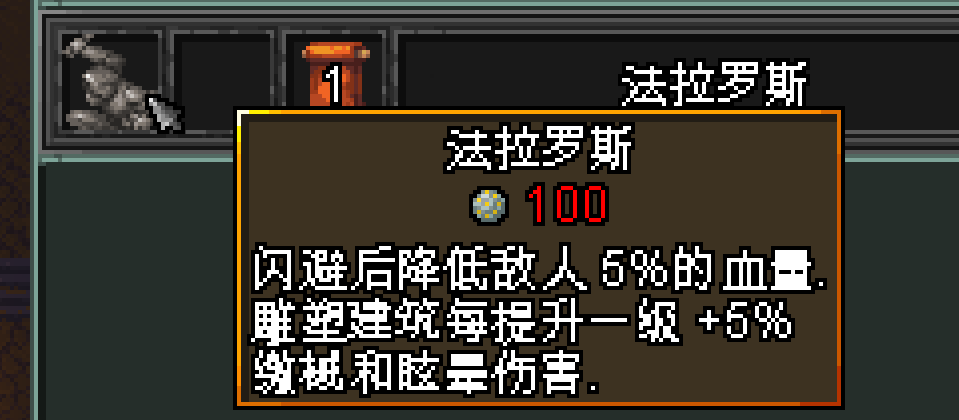 1
法拉罗斯
法拉罗斯
100
闪避后降低敌人 5%的血量.
雕塑建筑每提升一级 +5%
缴械和眩晕伤害.